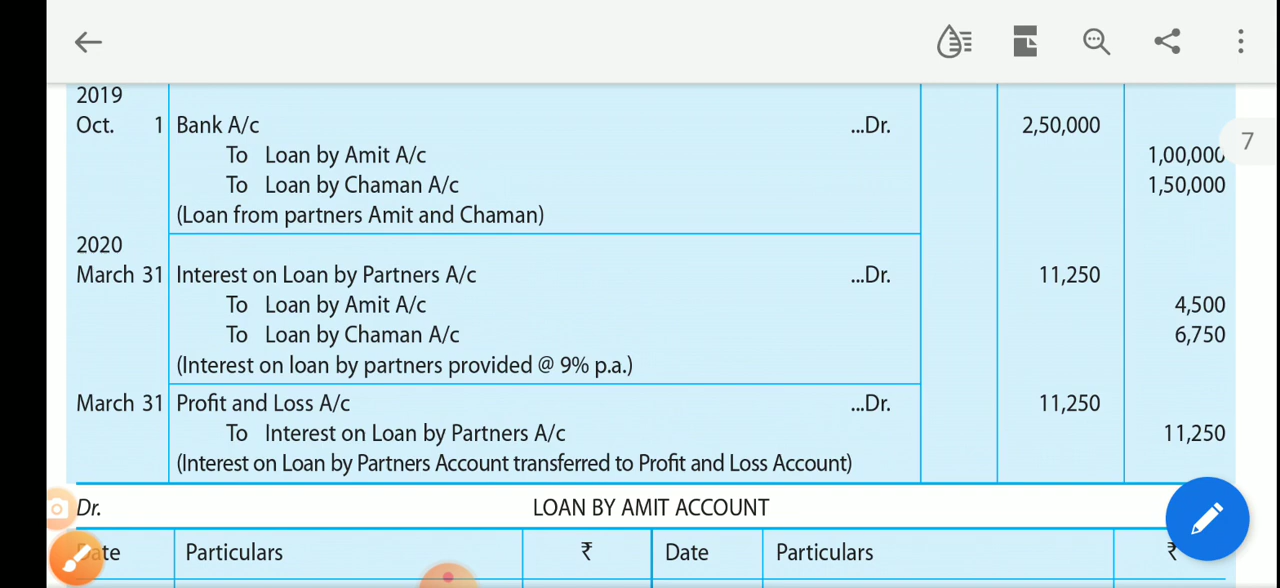 2019
Oct. 1 Bank A/c ...Dr. 2,50,000
To Loan by Amit A/c 1,00,000
To Loan by Chaman A/c 1,50,000
(Loan from partners Amit and Chaman)
7
2020
March 31 Interest on Loan by Partners A/c ...Dr. 11,250
To Loan by Amit A/c 4,500
To Loan by Chaman A/c 6,750
(Interest on loan by partners provided @ 9% p.a.)
March 31 Profit and Loss A/c ...Dr. 11,250
To Interest on Loan by Partners A/c 11,250
(Interest on Loan by Partners Account transferred to Profit and Loss Account)
Dr. LOAN BY AMIT ACCOUNT
Date Particulars ₹ Date Particulars ₹